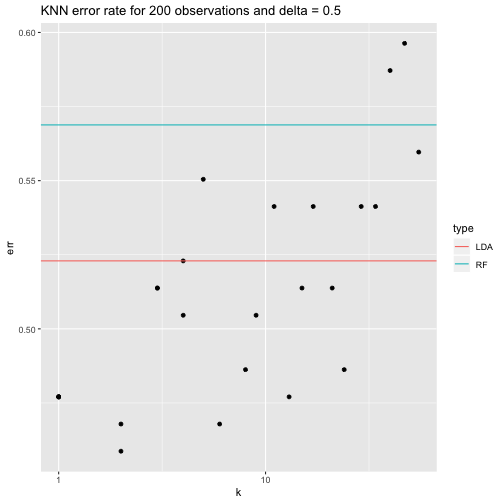 KNN error rate for 200 observations and delta = 0.5
0.60
0.55
0.50
err
1
10
k
type
LDA
RF